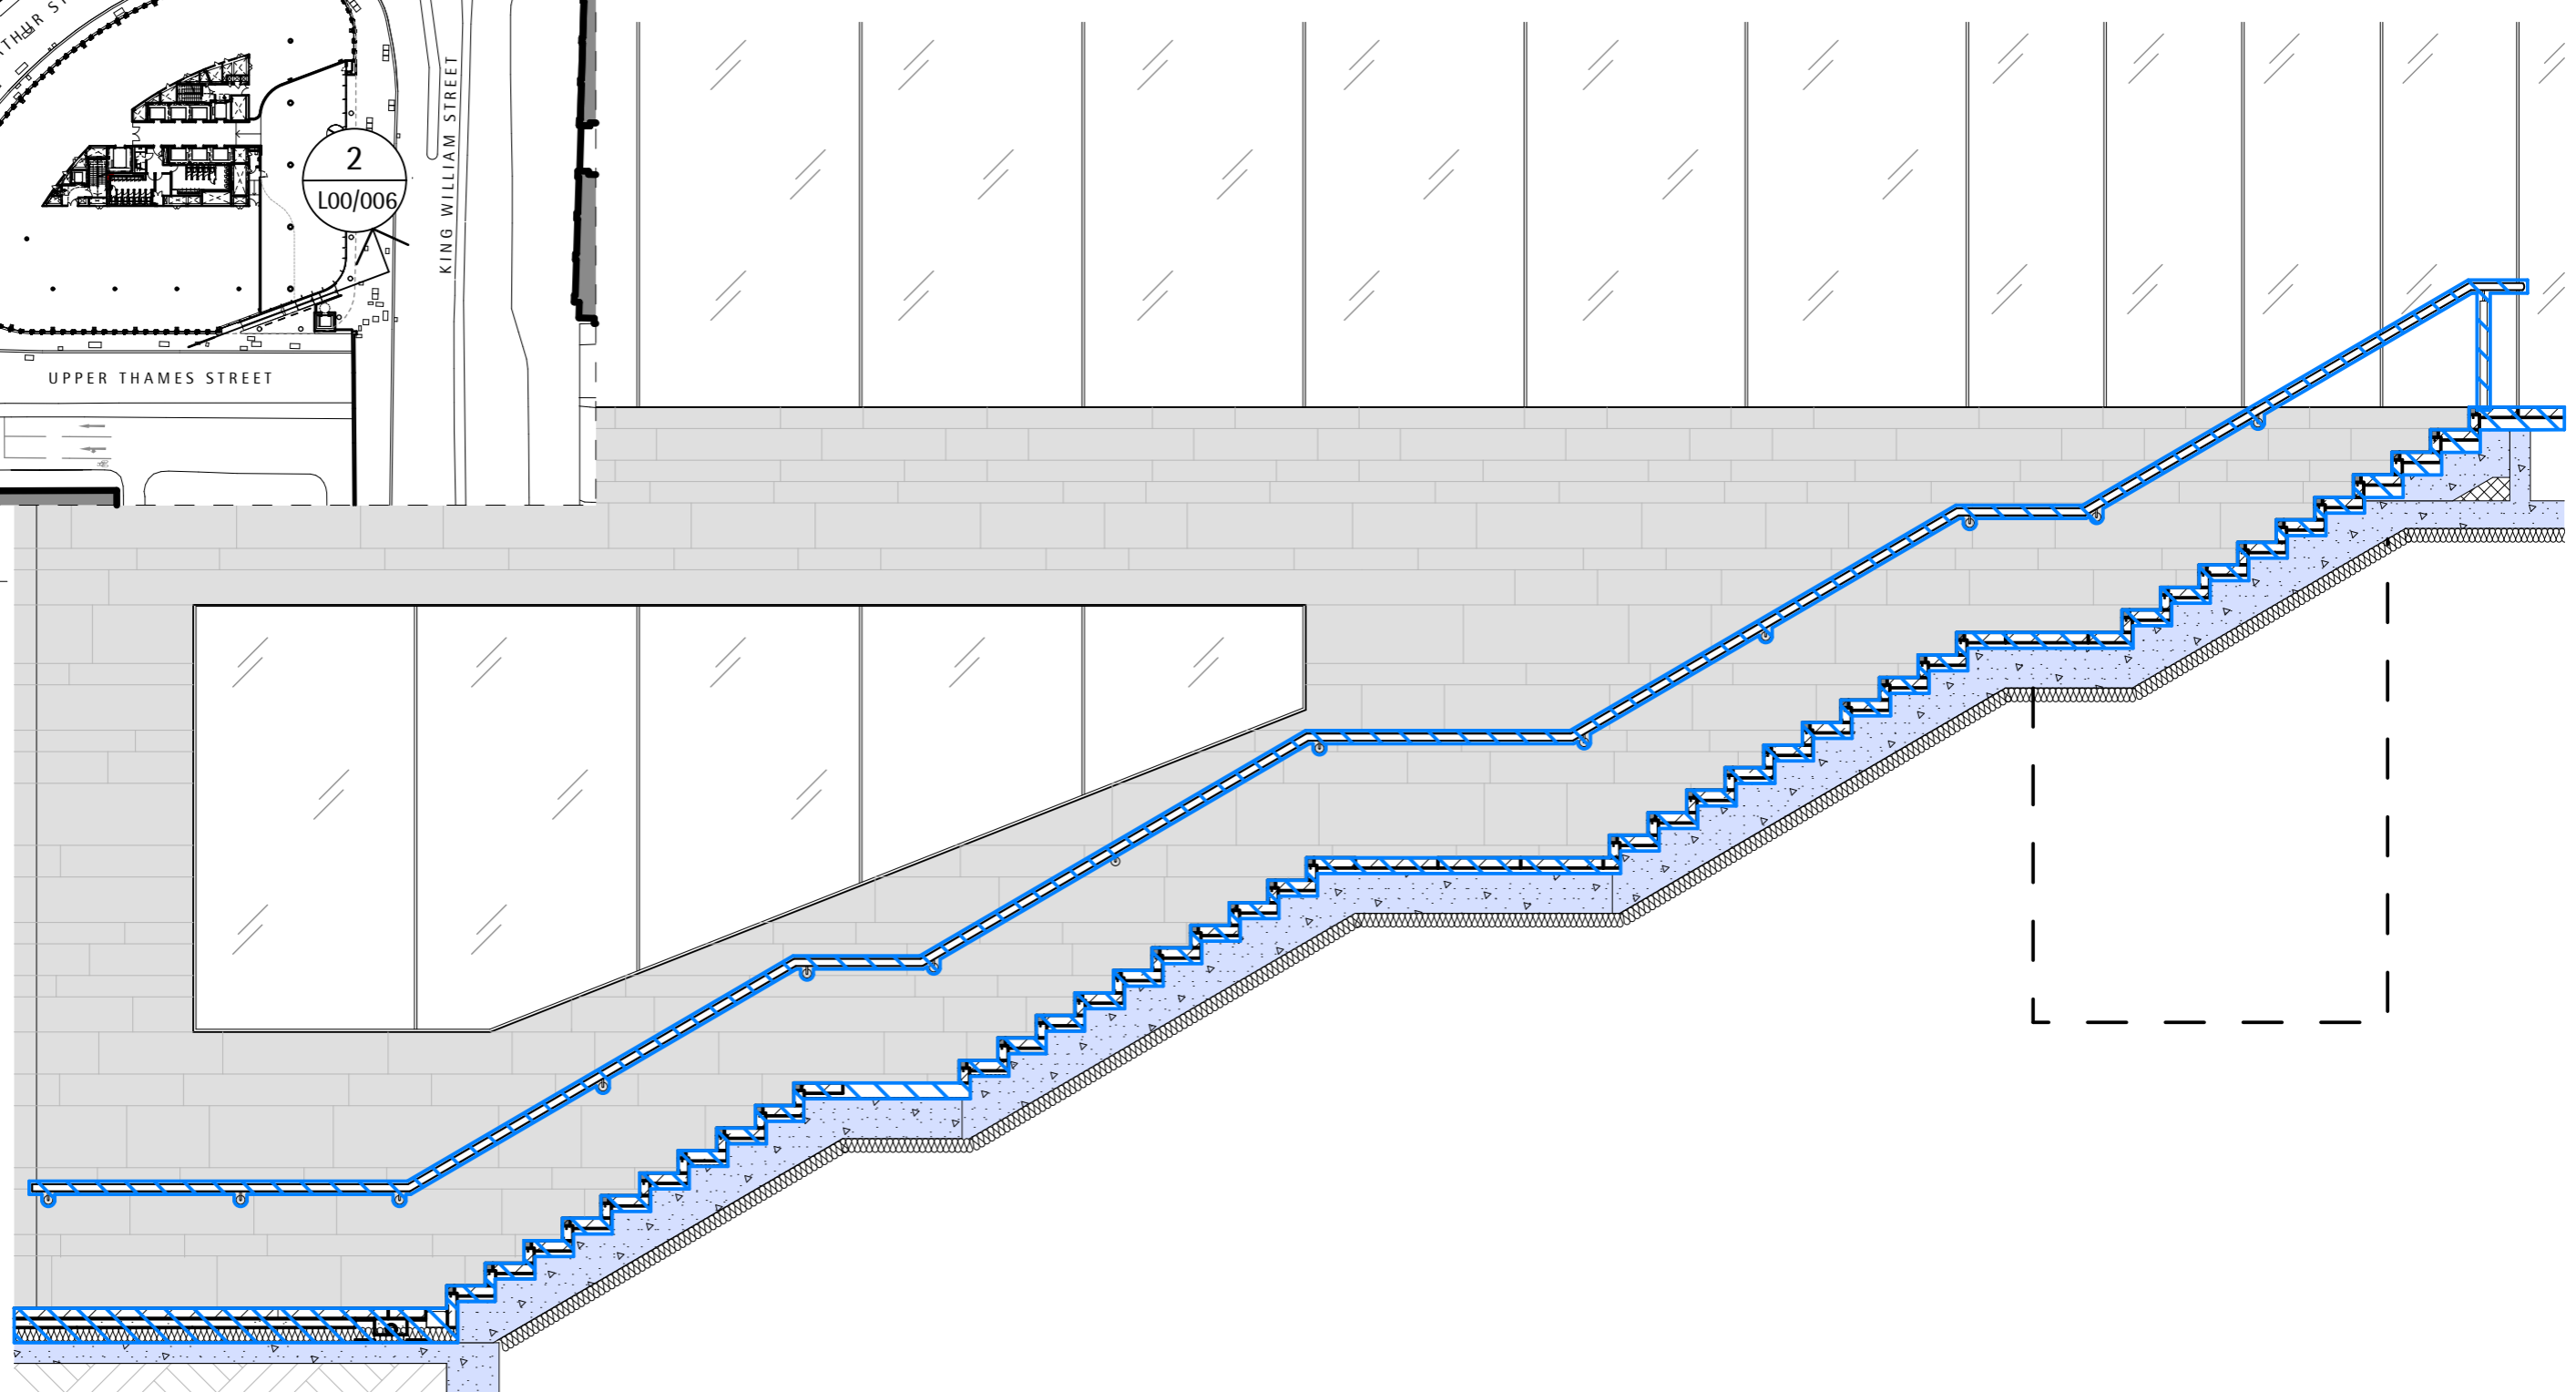 2
L00/006
KING WILLIAM STREET
UPPER THAMES STREET